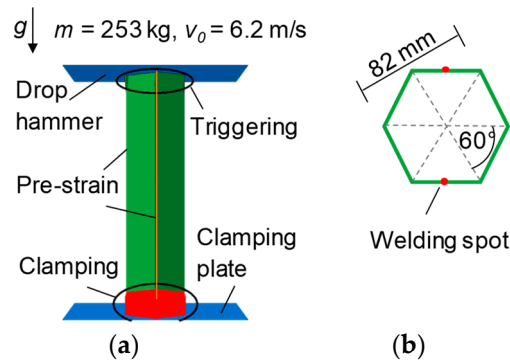 g
m = 253 kg, v₀ = 6.2 m/s
Drop
hammer
Triggering
Pre-strain
Clamping
Clamping
plate
(a)
82 mm
60°
Welding spot
(b)